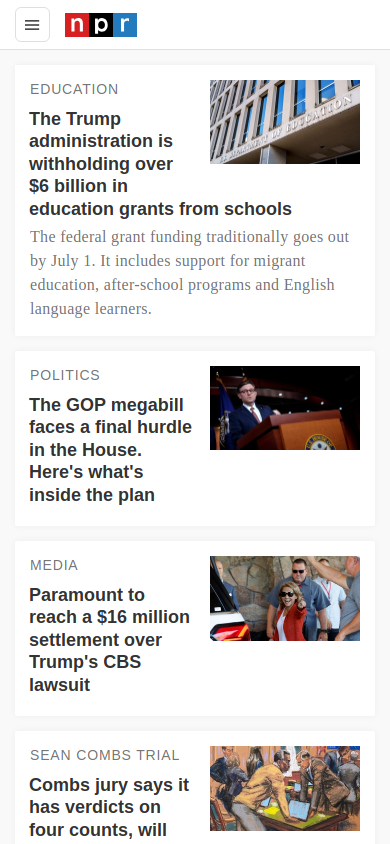 npr
EDUCATION
The Trump
administration is
withholding over
$6 billion in
education grants from schools
The federal grant funding traditionally goes out
by July 1. It includes support for migrant
education, after-school programs and English
language learners.
POLITICS
The GOP megabill
faces a final hurdle
in the House.
Here's what's
inside the plan
MEDIA
Paramount to
reach a $16 million
settlement over
Trump's CBS
lawsuit
SEAN COMBS TRIAL
Combs jury says it
has verdicts on
four counts, will